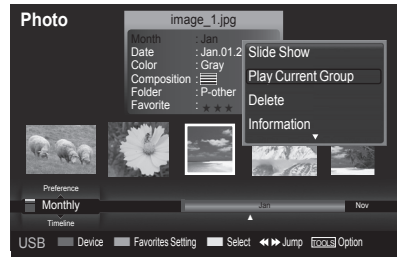 Photo
image_1.jpg
Month : Jan
Date : Jan.01.2
Color : Gray
Composition :
Folder : P-other
Favorite : ★★★
Slide Show
Play Current Group
Delete
Information
Preference
Monthly
Timeline
Jan
Nov
USB Device Favorites Setting Select Jump TOOLS Option